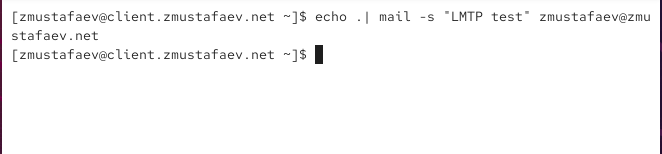 [zmustafaev@client.zmustafaev.net ~]$ echo .| mail -s "LMTP test" zmustafaev@zmu
stafaev.net
[zmustafaev@client.zmustafaev.net ~]$